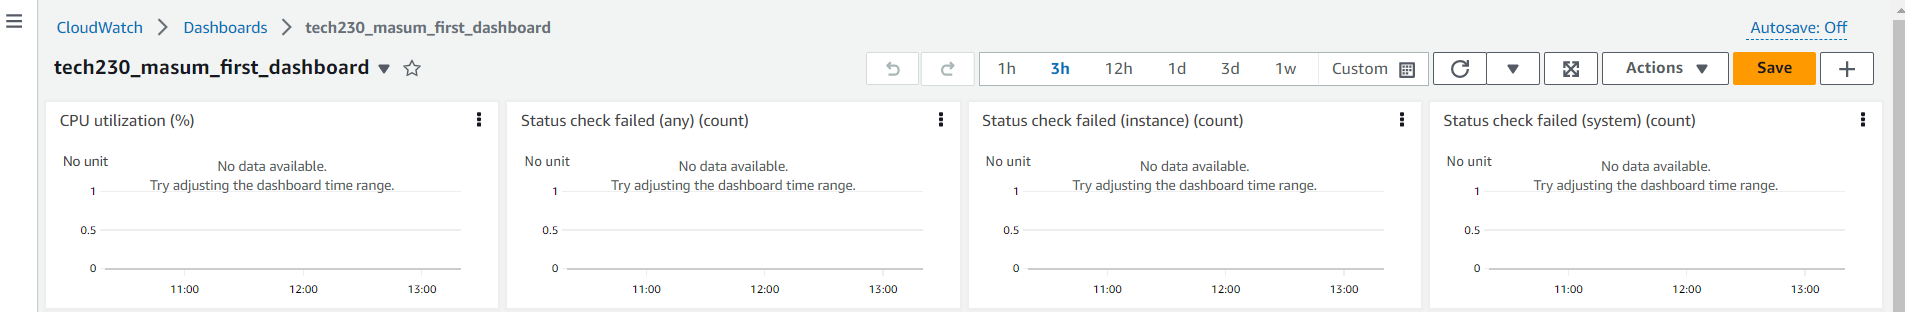 CloudWatch Dashboards tech230_masum_first_dashboard
Autosave: Off
tech230_masum_first_dashboard
1h 3h 12h 1d 3d 1w Custom
Actions
Save
CPU utilization (%)
No unit
No data available.
Try adjusting the dashboard time range.
1
0.5
0
11:00 12:00 13:00
Status check failed (any) (count)
No unit
No data available.
Try adjusting the dashboard time range.
1
0.5
0
11:00 12:00 13:00
Status check failed (instance) (count)
No unit
No data available.
Try adjusting the dashboard time range.
1
0.5
0
11:00 12:00 13:00
Status check failed (system) (count)
No unit
No data available.
Try adjusting the dashboard time range.
1
0.5
0
11:00 12:00 13:00